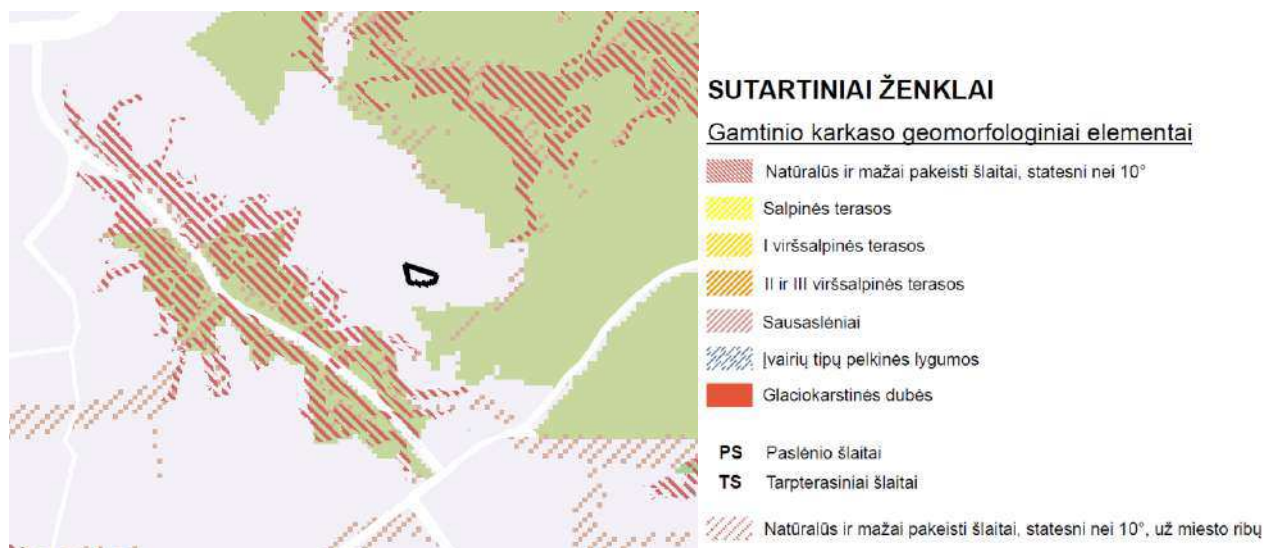 SUTARTINIAI ŽENKLAI
Gamtinio karkaso geomorfologiniai elementai
Natūralūs ir mažai pakeisti šlaitai, statesni nei 10°
Salpinės terasos
I viršsalpinės terasos
II ir III viršsalpinės terasos
Sausaslėniai
Įvairių tipų pelkinės lygumos
Glaciokarstinės dubės
PS Paslėnio šlaitai
TS Tarpterasiniai šlaitai
Natūralūs ir mažai pakeisti šlaitai, statesni nei 10°, už miesto ribų